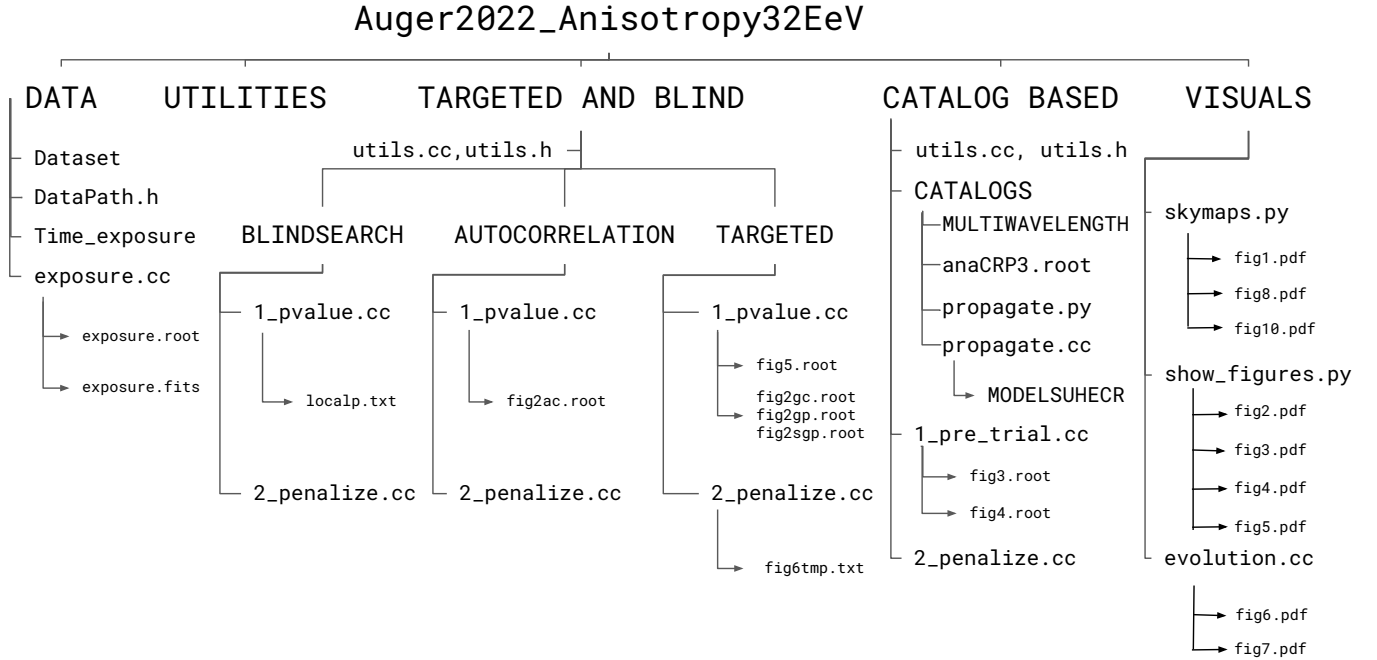 Auger2022_Anisotropy32EeV
DATA
Dataset
DataPath.h
Time_exposure
exposure.cc
exposure.root
exposure.fits
UTILITIES
TARGETED AND BLIND
utils.cc,utils.h
BLINDSEARCH
1_pvalue.cc
localp.txt
2_penalize.cc
AUTOCORRELATION
1_pvalue.cc
fig2ac.root
2_penalize.cc
TARGETED
1_pvalue.cc
fig5.root
fig2gc.root
fig2gp.root
fig2sgp.root
2_penalize.cc
fig6tmp.txt
CATALOG BASED
utils.cc, utils.h
CATALOGS
MULTIWAVELENGTH
anaCRP3.root
propagate.py
propagate.cc
MODELSUHECR
1_pre_trial.cc
fig3.root
fig4.root
2_penalize.cc
VISUALS
skymaps.py
fig1.pdf
fig8.pdf
fig10.pdf
show_figures.py
fig2.pdf
fig3.pdf
fig4.pdf
fig5.pdf
evolution.cc
fig6.pdf
fig7.pdf